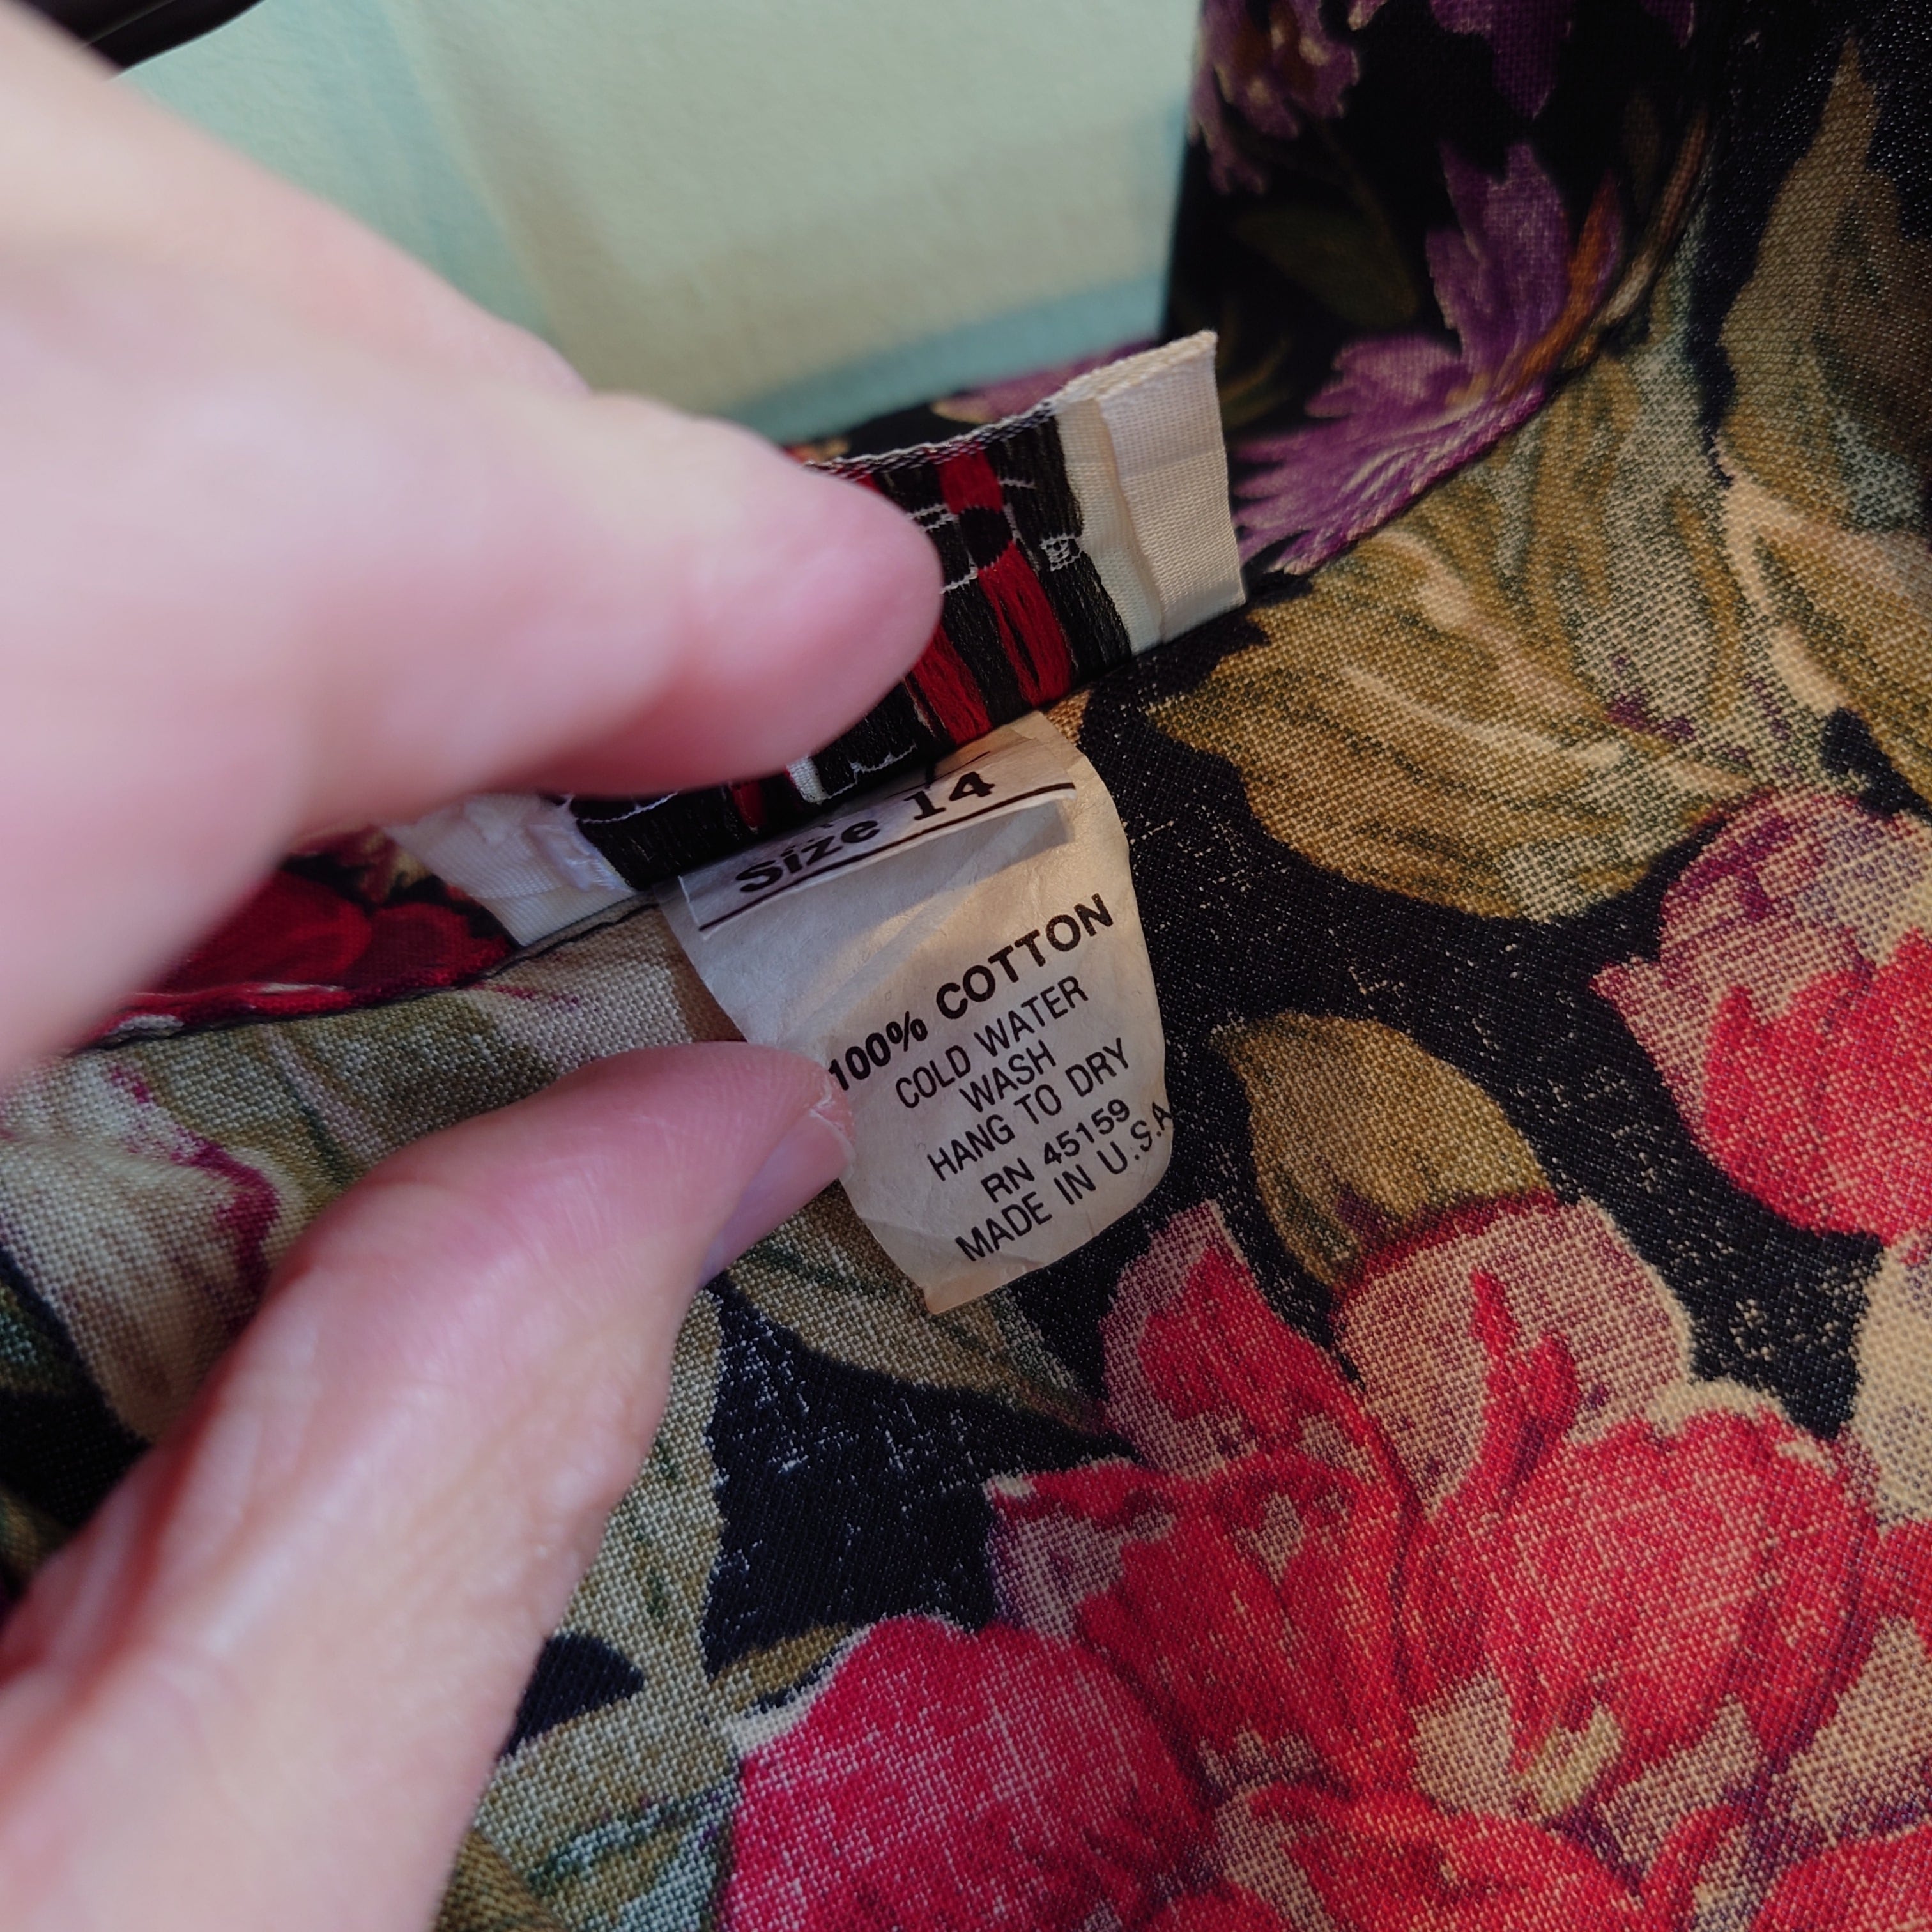 Size 14
100% COTTON
COLD WATER
WASH
HANG TO DRY
RN 45159
MADE IN U.S.A